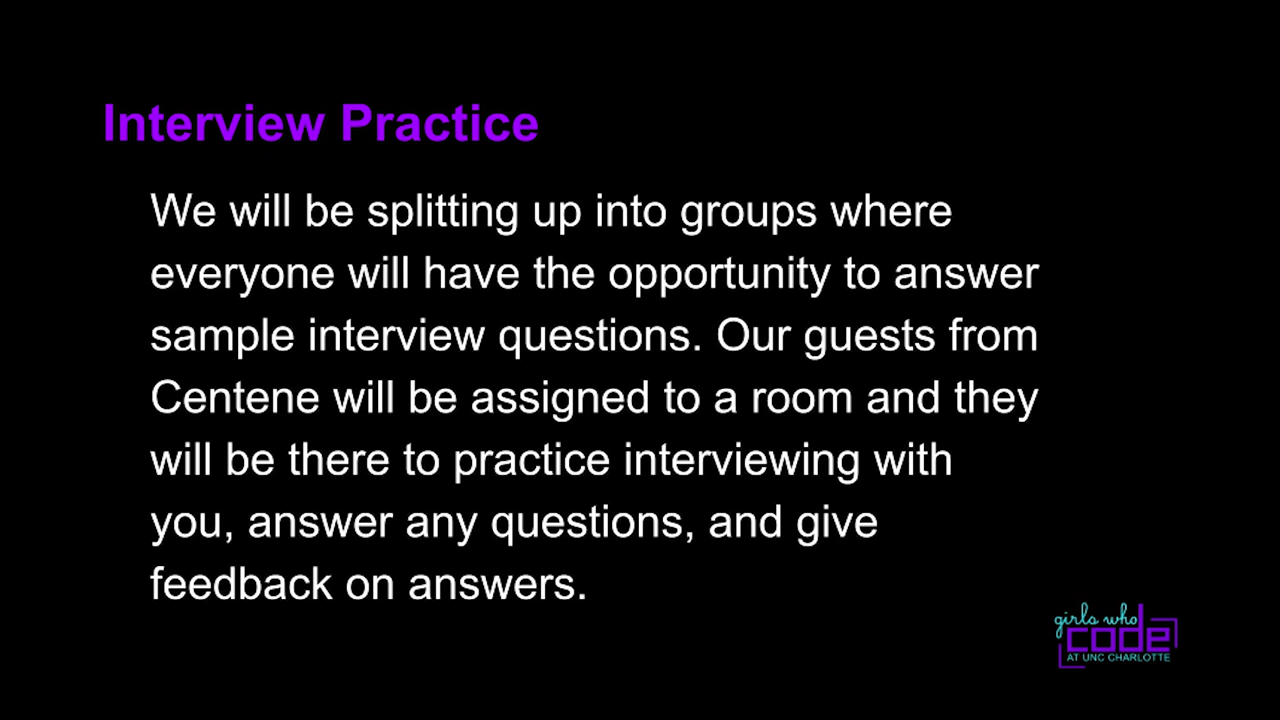 Interview Practice
We will be splitting up into groups where
everyone will have the opportunity to answer
sample interview questions. Our guests from
Centene will be assigned to a room and they
will be there to practice interviewing with
you, answer any questions, and give
feedback on answers.
girls who
code
AT UNC CHARLOTTE